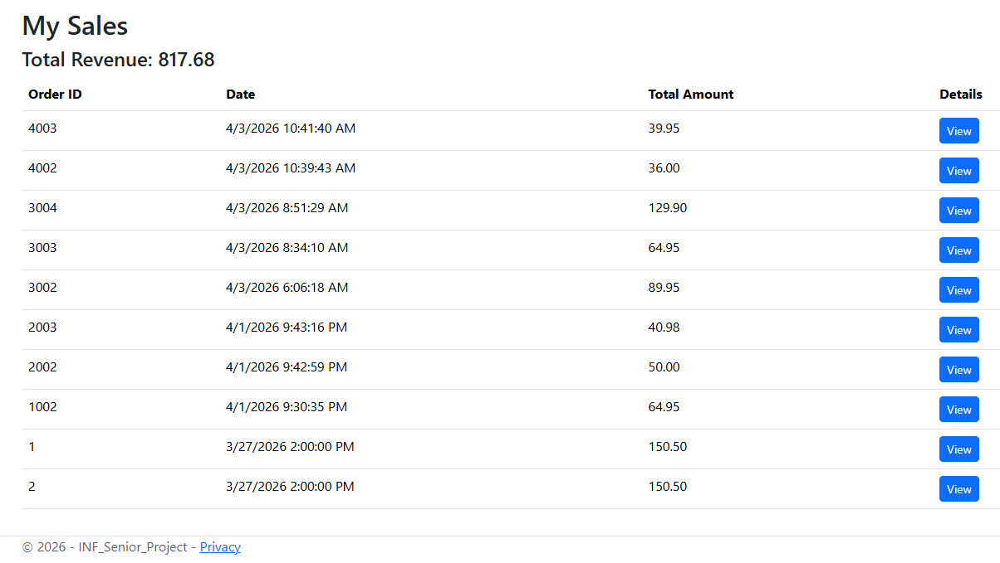 My Sales
Total Revenue: 817.68
Order ID Date Total Amount Details
4003 4/3/2026 10:41:40 AM 39.95 View
4002 4/3/2026 10:39:43 AM 36.00 View
3004 4/3/2026 8:51:29 AM 129.90 View
3003 4/3/2026 8:34:10 AM 64.95 View
3002 4/3/2026 6:06:18 AM 89.95 View
2003 4/1/2026 9:43:16 PM 40.98 View
2002 4/1/2026 9:42:59 PM 50.00 View
1002 4/1/2026 9:30:35 PM 64.95 View
1 3/27/2026 2:00:00 PM 150.50 View
2 3/27/2026 2:00:00 PM 150.50 View
© 2026 - INF_Senior_Project - Privacy